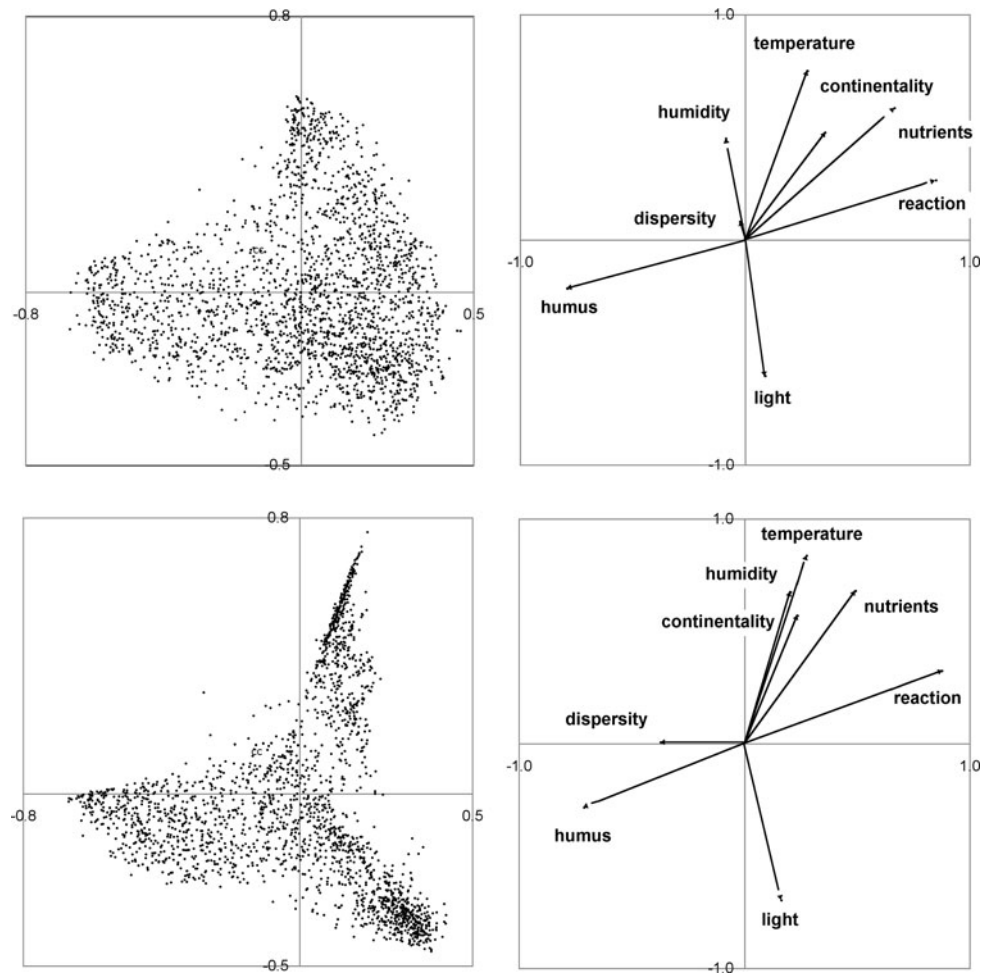 0.8
-0.8
0.5
-0.5
1.0
temperature
continentality
humidity
nutrients
dispersity
reaction
-1.0
1.0
humus
light
-1.0
0.8
-0.8
0.5
-0.5
1.0
temperature
humidity
continentality
nutrients
dispersity
reaction
-1.0
1.0
humus
light
-1.0